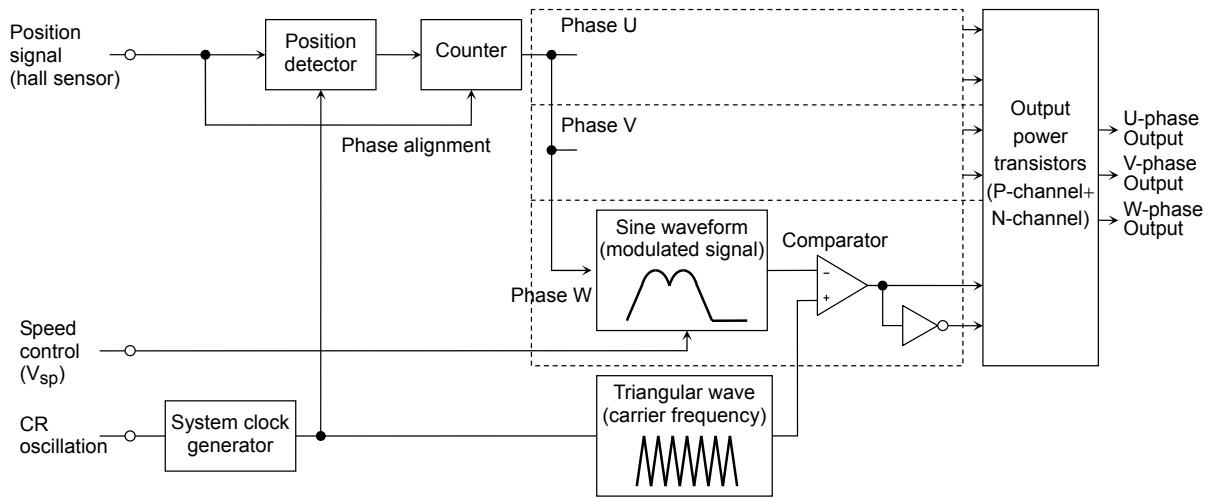 Position
signal
(hall sensor)
Position
detector
Counter
Phase alignment
Phase U
Phase V
Phase W
Sine waveform
(modulated signal)
Comparator
−
+
Output
power
transistors
(P-channel+
N-channel)
U-phase
Output
V-phase
Output
W-phase
Output
Speed
control
(Vsp)
CR
oscillation
System clock
generator
Triangular wave
(carrier frequency)